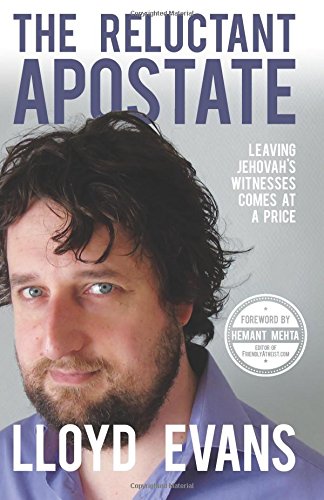 THE RELUCTANT
APOSTATE
LEAVING
JEHOVAH'S
WITNESSES
COMES AT
A PRICE
FOREWORD BY
HEMANT MEHTA
EDITOR OF
FRIENDLYATHEIST.COM
LLOYD EVANS